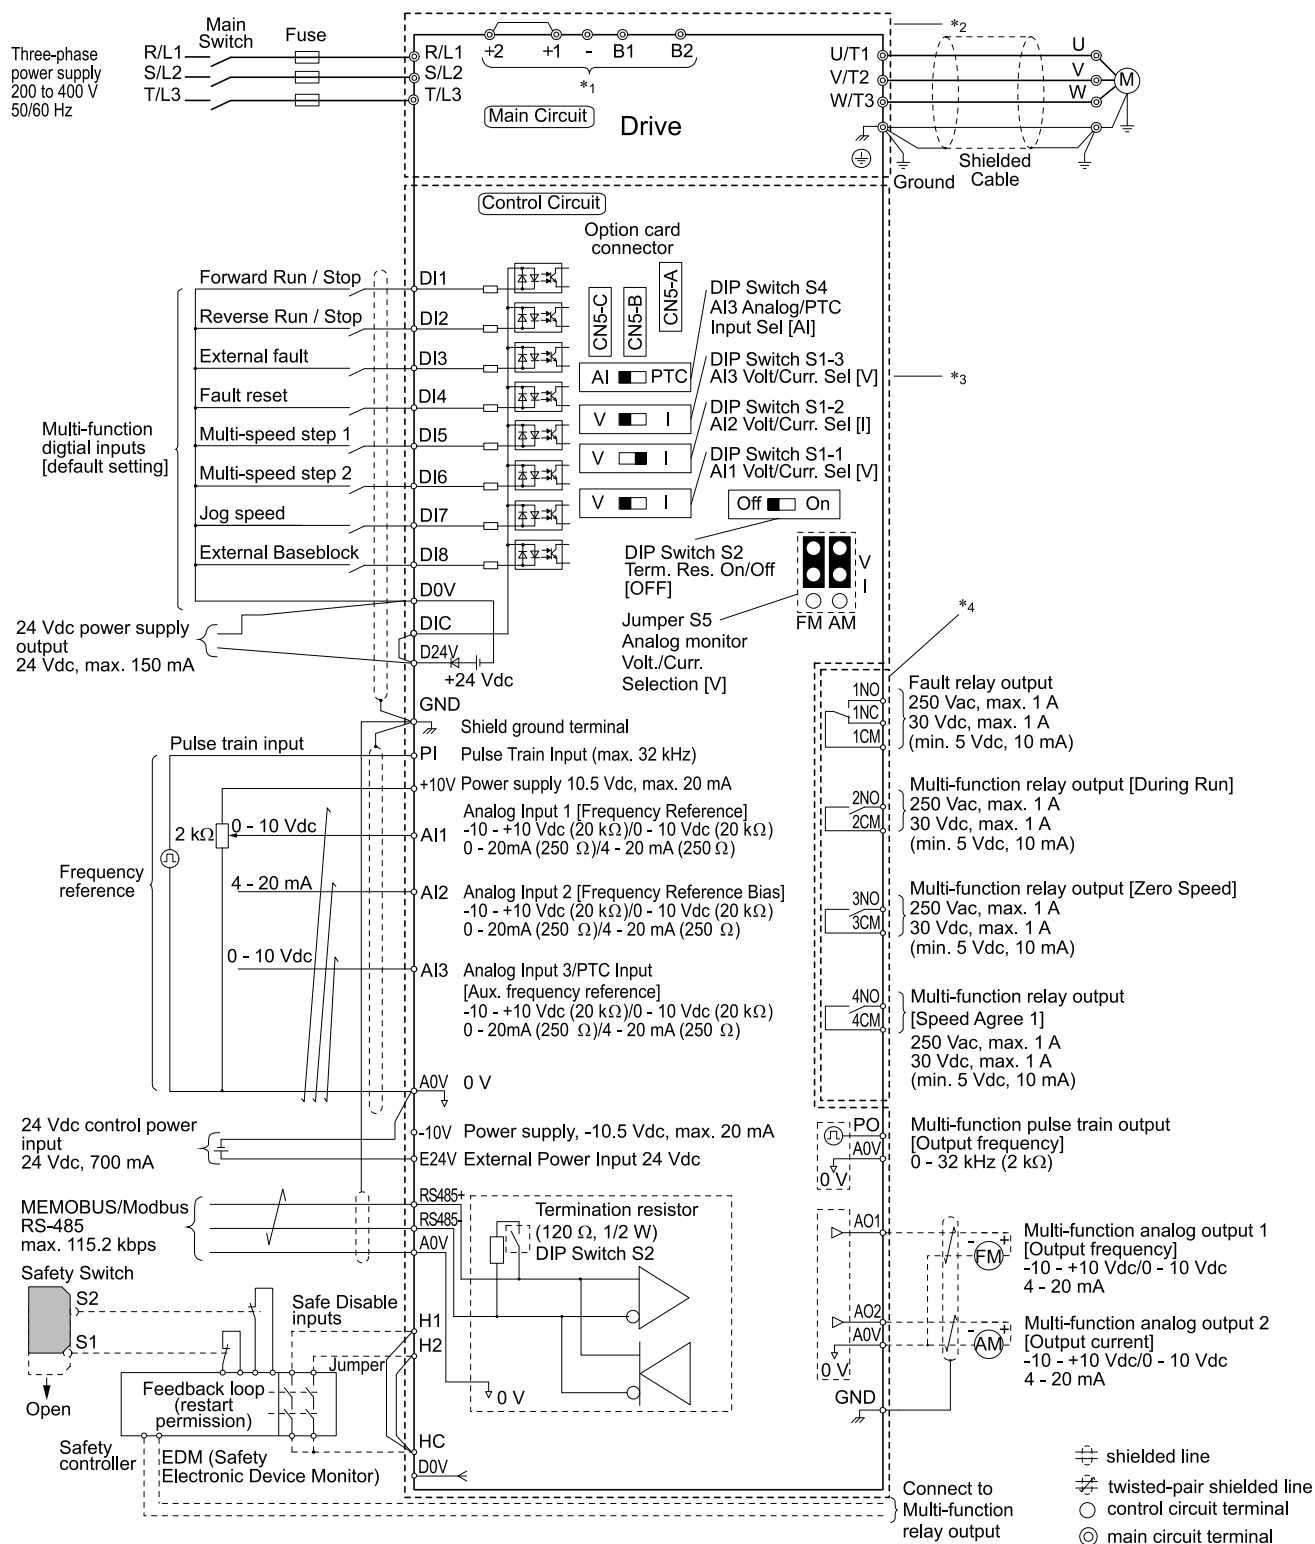 Three-phase
power supply
200 to 400 V
50/60 Hz
Main
Switch
Fuse
R/L1
S/L2
T/L3
R/L1
S/L2
T/L3
+2
+1
-
B1
B2
*1
Main Circuit
Drive
*2
U/T1
V/T2
W/T3
U
V
W
M
Ground
Shielded
Cable
Control Circuit
Option card
connector
CN5-C
CN5-B
CN5-A
Multi-function
digtial inputs
[default setting]
Forward Run / Stop
DI1
Reverse Run / Stop
DI2
External fault
DI3
Fault reset
DI4
Multi-speed step 1
DI5
Multi-speed step 2
DI6
Jog speed
DI7
External Baseblock
DI8
D0V
DIC
D24V
+24 Vdc
24 Vdc power supply
output
24 Vdc, max. 150 mA
DIP Switch S4
AI3 Analog/PTC
Input Sel [AI]
AI
PTC
DIP Switch S1-3
AI3 Volt/Curr. Sel [V]
V
I
DIP Switch S1-2
AI2 Volt/Curr. Sel [I]
V
I
DIP Switch S1-1
AI1 Volt/Curr. Sel [V]
V
I
*3
Off
On
DIP Switch S2
Term. Res. On/Off
[OFF]
V
I
FM AM
Jumper S5
Analog monitor
Volt./Curr.
Selection [V]
*4
GND
Shield ground terminal
Pulse train input
PI
Pulse Train Input (max. 32 kHz)
+10V
Power supply 10.5 Vdc, max. 20 mA
Frequency
reference
2 kΩ
0 - 10 Vdc
AI1
Analog Input 1 [Frequency Reference]
-10 - +10 Vdc (20 kΩ)/0 - 10 Vdc (20 kΩ)
0 - 20mA (250 Ω)/4 - 20 mA (250 Ω)
4 - 20 mA
AI2
Analog Input 2 [Frequency Reference Bias]
-10 - +10 Vdc (20 kΩ)/0 - 10 Vdc (20 kΩ)
0 - 20mA (250 Ω)/4 - 20 mA (250 Ω)
0 - 10 Vdc
AI3
Analog Input 3/PTC Input
[Aux. frequency reference]
-10 - +10 Vdc (20 kΩ)/0 - 10 Vdc (20 kΩ)
0 - 20mA (250 Ω)/4 - 20 mA (250 Ω)
A0V
0 V
24 Vdc control power
input
24 Vdc, 700 mA
-10V
Power supply, -10.5 Vdc, max. 20 mA
E24V
External Power Input 24 Vdc
1NO
1NC
1CM
Fault relay output
250 Vac, max. 1 A
30 Vdc, max. 1 A
(min. 5 Vdc, 10 mA)
2NO
2CM
Multi-function relay output [During Run]
250 Vac, max. 1 A
30 Vdc, max. 1 A
(min. 5 Vdc, 10 mA)
3NO
3CM
Multi-function relay output [Zero Speed]
250 Vac, max. 1 A
30 Vdc, max. 1 A
(min. 5 Vdc, 10 mA)
4NO
4CM
Multi-function relay output
[Speed Agree 1]
250 Vac, max. 1 A
30 Vdc, max. 1 A
(min. 5 Vdc, 10 mA)
PO
A0V
0 V
Multi-function pulse train output
[Output frequency]
0 - 32 kHz (2 kΩ)
MEMOBUS/Modbus
RS-485
max. 115.2 kbps
RS485+
RS485-
A0V
Termination resistor
(120 Ω, 1/2 W)
DIP Switch S2
0 V
AO1
- +
FM
Multi-function analog output 1
[Output frequency]
-10 - +10 Vdc/0 - 10 Vdc
4 - 20 mA
AO2
A0V
0 V
- +
AM
Multi-function analog output 2
[Output current]
-10 - +10 Vdc/0 - 10 Vdc
4 - 20 mA
GND
Safety Switch
S2
S1
Open
Safe Disable
inputs
H1
H2
Jumper
Feedback loop
(restart
permission)
HC
D0V
Safety
controller
EDM (Safety
Electronic Device Monitor)
Connect to
Multi-function
relay output
shielded line
twisted-pair shielded line
control circuit terminal
main circuit terminal